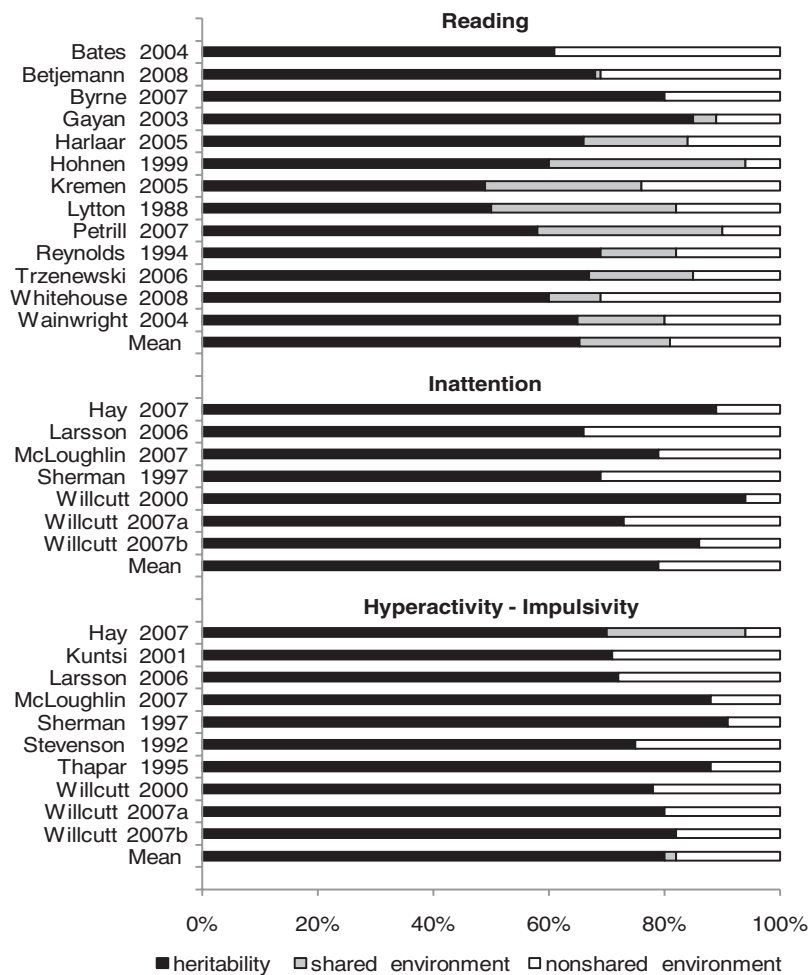 Reading
Bates 2004
Betjemann 2008
Byrne 2007
Gayan 2003
Harlaar 2005
Hohnen 1999
Kremen 2005
Lytton 1988
Petrill 2007
Reynolds 1994
Trzenewski 2006
Whitehouse 2008
Wainwright 2004
Mean
Inattention
Hay 2007
Larsson 2006
McLoughlin 2007
Sherman 1997
Willcutt 2000
Willcutt 2007a
Willcutt 2007b
Mean
Hyperactivity - Impulsivity
Hay 2007
Kuntsi 2001
Larsson 2006
McLoughlin 2007
Sherman 1997
Stevenson 1992
Thapar 1995
Willcutt 2000
Willcutt 2007a
Willcutt 2007b
Mean
0% 20% 40% 60% 80% 100%
heritability shared environment nonshared environment